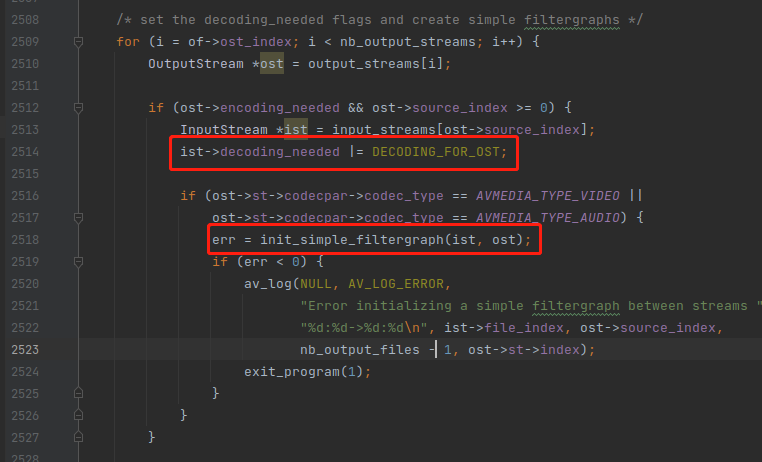 2508 /* set the decoding_needed flags and create simple filtergraphs */
2509 for (i = of->ost_index; i < nb_output_streams; i++) {
2510 OutputStream *ost = output_streams[i];
2511
2512 if (ost->encoding_needed && ost->source_index >= 0) {
2513 InputStream *ist = input_streams[ost->source_index];
2514 ist->decoding_needed |= DECODING_FOR_OST;
2515
2516 if (ost->st->codecpar->codec_type == AVMEDIA_TYPE_VIDEO ||
2517 ost->st->codecpar->codec_type == AVMEDIA_TYPE_AUDIO) {
2518 err = init_simple_filtergraph(ist, ost);
2519 if (err < 0) {
2520 av_log(NULL, AV_LOG_ERROR,
2521 "Error initializing a simple filtergraph between streams "
2522 "%d:%d->%d:%d\n", ist->file_index, ost->source_index,
2523 nb_output_files - 1, ost->st->index);
2524 exit_program(1);
2525 }
2526 }
2527 }